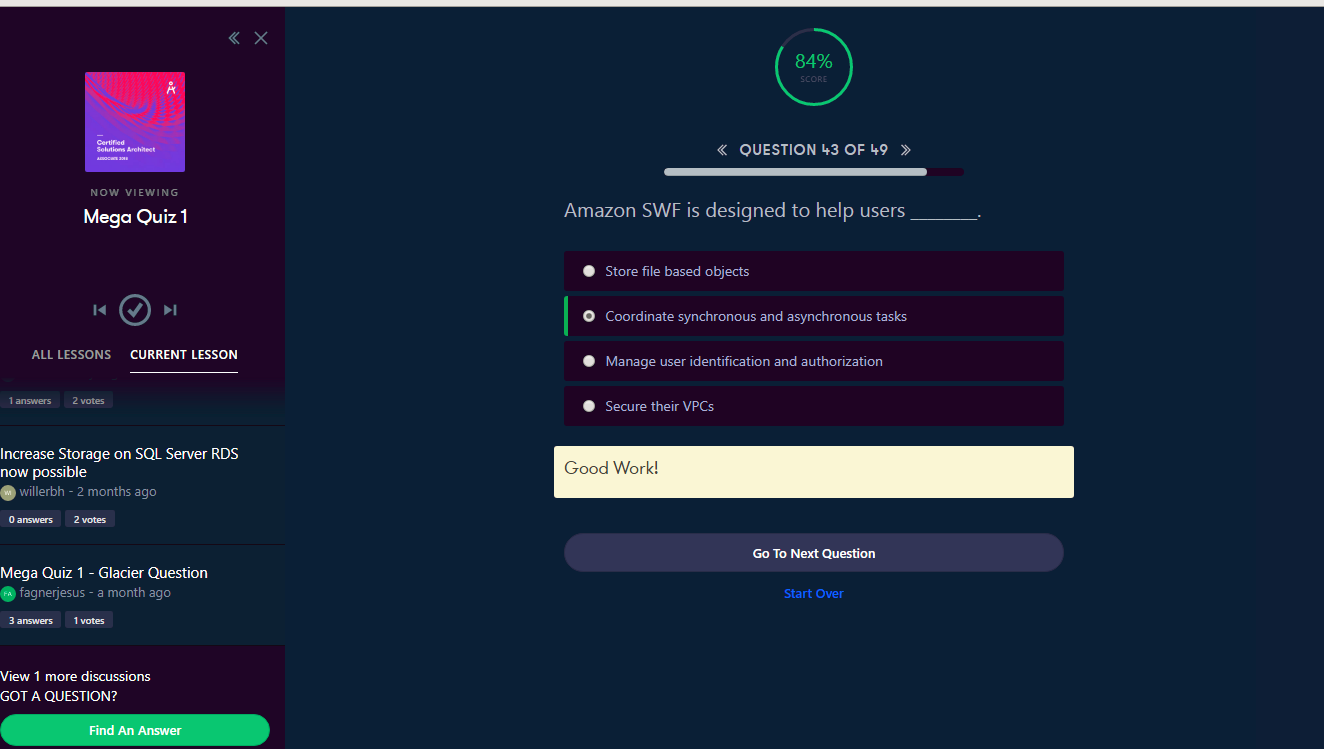 Certified
Solutions Architect
ASSOCIATE 2018
NOW VIEWING
Mega Quiz 1
ALL LESSONS CURRENT LESSON
1 answers 2 votes
Increase Storage on SQL Server RDS
now possible
WI willerbh - 2 months ago
0 answers 2 votes
Mega Quiz 1 - Glacier Question
FA fagnerjesus - a month ago
3 answers 1 votes
View 1 more discussions
GOT A QUESTION?
Find An Answer
84%
SCORE
QUESTION 43 OF 49
Amazon SWF is designed to help users _______.
Store file based objects
Coordinate synchronous and asynchronous tasks
Manage user identification and authorization
Secure their VPCs
Good Work!
Go To Next Question
Start Over